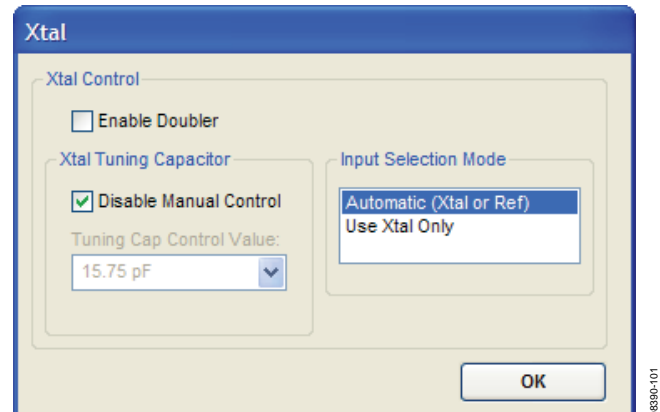 Xtal
Xtal Control
Enable Doubler
Xtal Tuning Capacitor
Disable Manual Control
Tuning Cap Control Value:
15.75 pF
Input Selection Mode
Automatic (Xtal or Ref)
Use Xtal Only
OK
8390-101